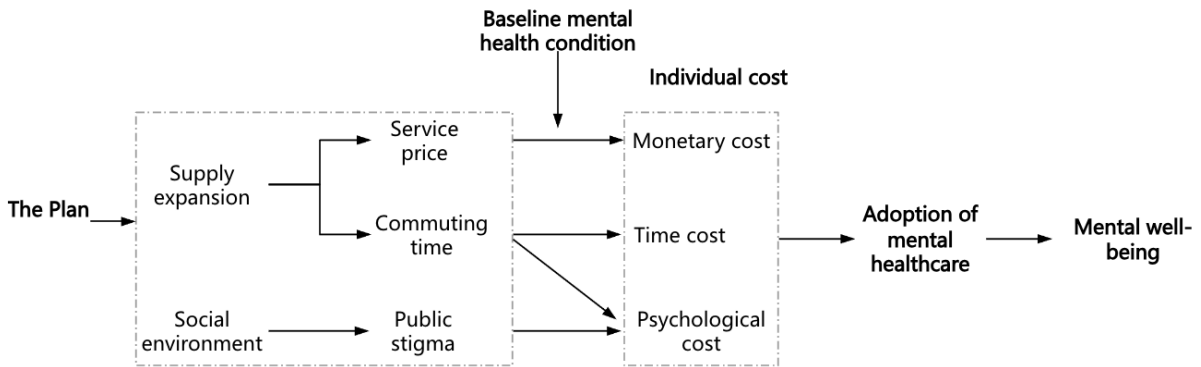 Baseline mental
health condition
Individual cost
Service
price
Monetary cost
Supply
expansion
The Plan
Commuting
time
Time cost
Adoption of
mental
healthcare
Mental well-
being
Social
environment
Public
stigma
Psychological
cost